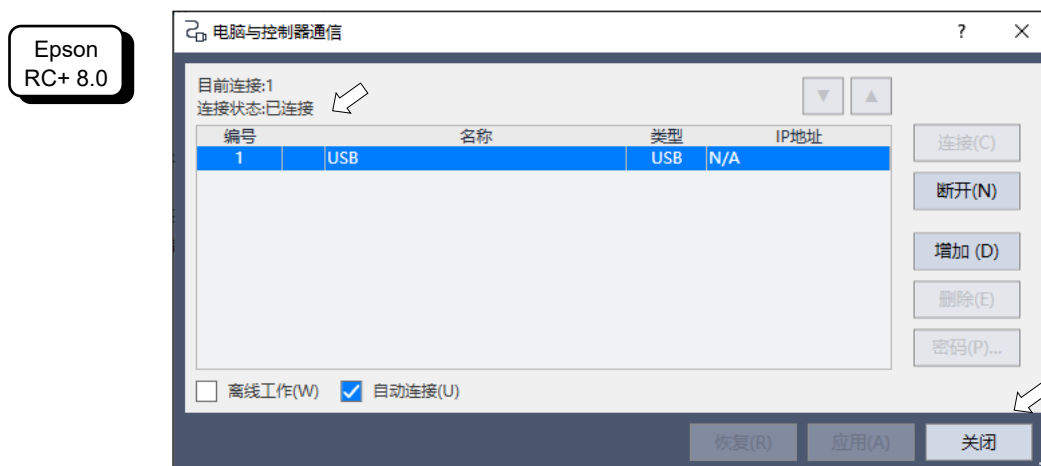 Epson
RC+ 8.0
电脑与控制器通信
?
目前连接:1
连接状态:已连接
编号 名称 类型 IP地址
1 USB USB N/A
连接(C)
断开(N)
增加 (D)
删除(E)
密码(P)...
离线工作(W) 自动连接(U)
恢复(R) 应用(A) 关闭